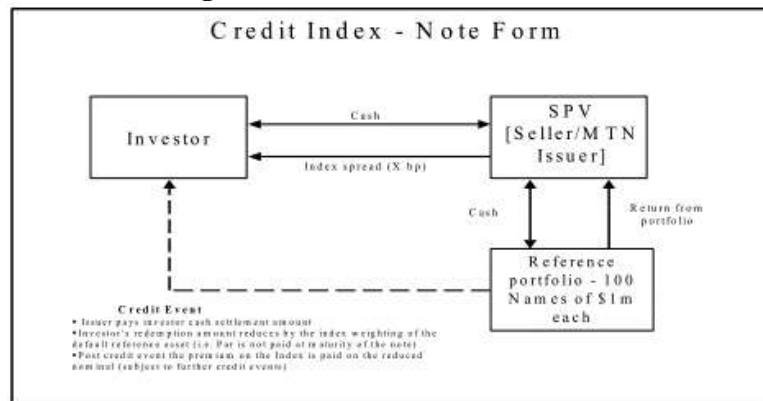 Credit Index - Note Form
Investor
Cash
Index spread (X bp)
SPV
[Seller/MTN
Issuer]
Cash
Return from
portfolio
Reference
portfolio - 100
Names of $1m
each
Credit Event
• Issuer pays investor cash settlement amount
• Investor's redemption amount reduces by the index weighting of the
default reference asset (i.e. Par is not paid at maturity of the note)
• Post credit event the premium on the Index is paid on the reduced
nominal (subject to further credit events)